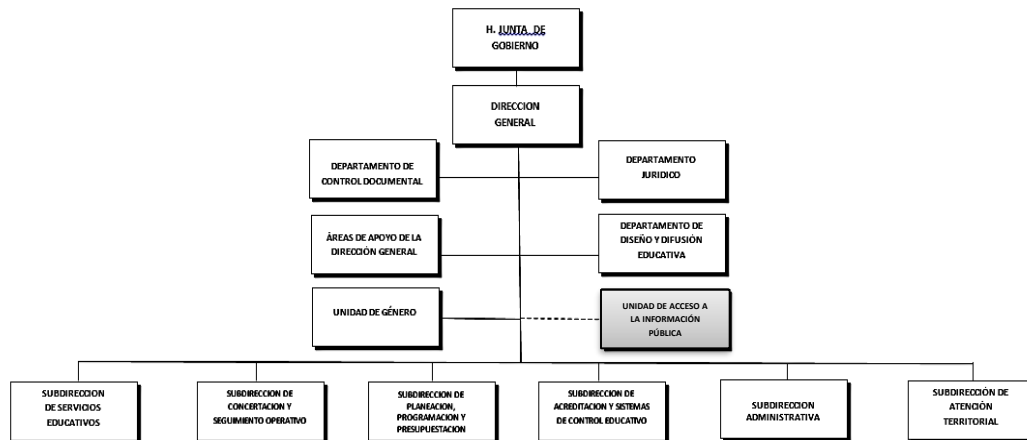 H. JUNTA DE
GOBIERNO
DIRECCION
GENERAL
DEPARTAMENTO DE
CONTROL DOCUMENTAL
DEPARTAMENTO
JURIDICO
ÁREAS DE APOYO DE LA
DIRECCIÓN GENERAL
DEPARTAMENTO DE
DISEÑO Y DIFUSIÓN
EDUCATIVA
UNIDAD DE GÉNERO
UNIDAD DE ACCESO A
LA INFORMACIÓN
PÚBLICA
SUBDIRECCION
DE SERVICIOS
EDUCATIVOS
SUBDIRECCION DE
CONCERTACION Y
SEGUIMIENTO OPERATIVO
SUBDIRECCION DE
PLANEACION,
PROGRAMACION Y
PRESUPUESTACION
SUBDIRECCION DE
ACREDITACION Y SISTEMAS
DE CONTROL EDUCATIVO
SUBDIRECCION
ADMINISTRATIVA
SUBDIRECCIÓN DE
ATENCIÓN
TERRITORIAL